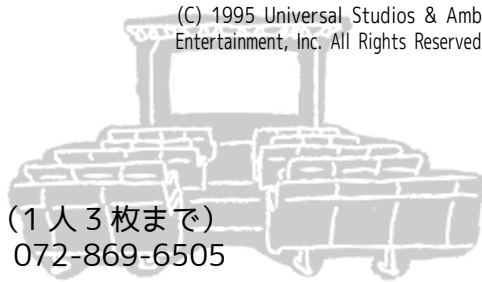 (C) 1995 Universal Studios & Amb
Entertainment, Inc. All Rights Reserved
（1人3枚まで）
072-869-6505